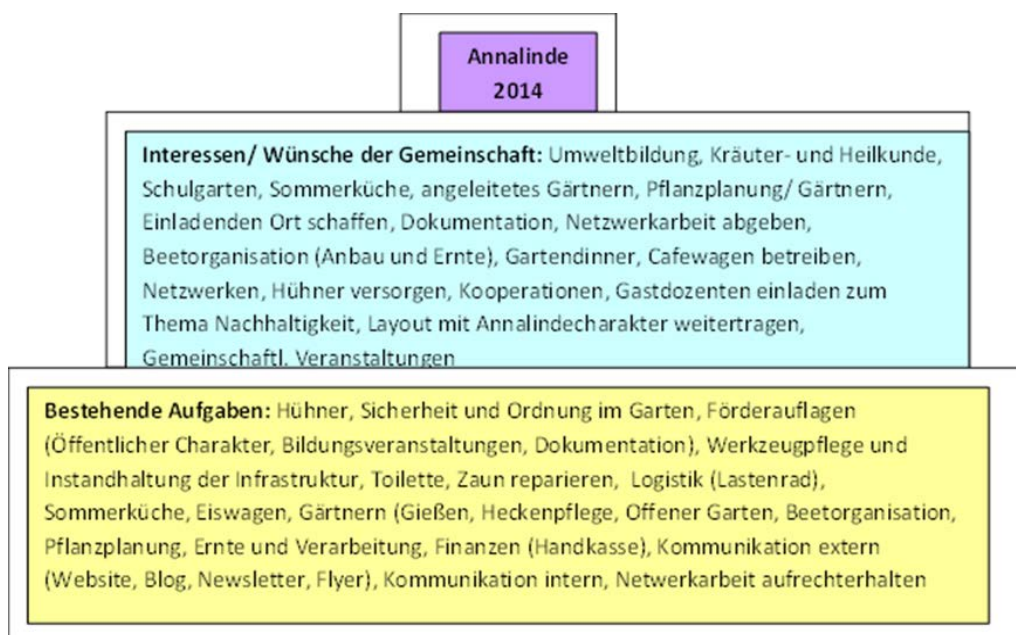 Annalinde
2014
Interessen/ Wünsche der Gemeinschaft: Umweltbildung, Kräuter- und Heilkunde,
Schulgarten, Sommerküche, angeleitetes Gärtnern, Pflanzplanung/ Gärtnern,
Einladenden Ort schaffen, Dokumentation, Netzwerkarbeit abgeben,
Beetorganisation (Anbau und Ernte), Gartendinner, Cafewagen betreiben,
Netzwerken, Hühner versorgen, Kooperationen, Gastdozenten einladen zum
Thema Nachhaltigkeit, Layout mit Annalindecharakter weitertragen,
Gemeinschaftl. Veranstaltungen
Bestehende Aufgaben: Hühner, Sicherheit und Ordnung im Garten, Förderauflagen
(Öffentlicher Charakter, Bildungsveranstaltungen, Dokumentation), Werkzeugpflege und
Instandhaltung der Infrastruktur, Toilette, Zaun reparieren, Logistik (Lastenrad),
Sommerküche, Eiswagen, Gärtnern (Gießen, Heckenpflege, Offener Garten, Beetorganisation,
Pflanzplanung, Ernte und Verarbeitung, Finanzen (Handkasse), Kommunikation extern
(Website, Blog, Newsletter, Flyer), Kommunikation intern, Netwerkarbeit aufrechterhalten